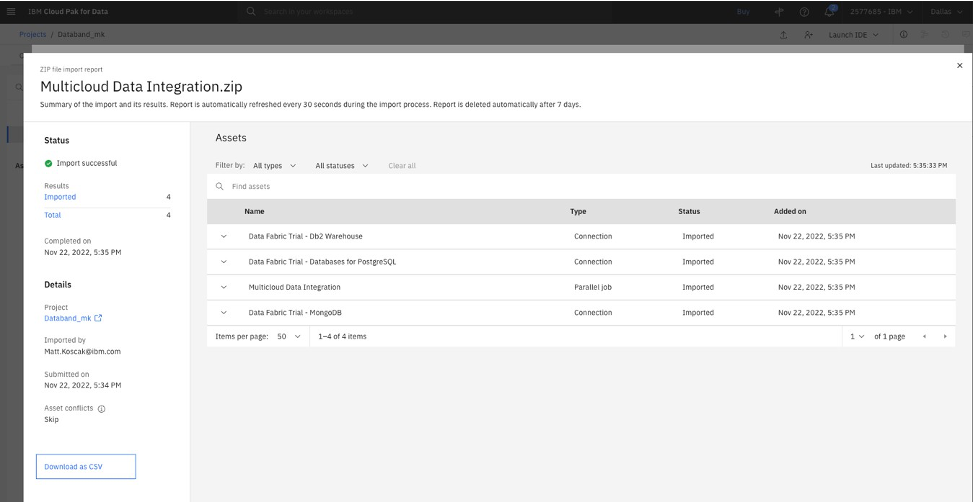 IBM Cloud Pak for Data
Search in your workspaces
Buy
2577685 - IBM
Dallas
Projects / Databand_mk
Launch IDE
ZIP file import report
Multicloud Data Integration.zip
Summary of the import and its results. Report is automatically refreshed every 30 seconds during the import process. Report is deleted automatically after 7 days.
Status
Import successful
Results
Imported 4
Total 4
Completed on
Nov 22, 2022, 5:35 PM
Details
Project
Databand_mk
Imported by
Matt.Koscak@ibm.com
Submitted on
Nov 22, 2022, 5:34 PM
Asset conflicts
Skip
Download as CSV
Assets
Filter by: All types All statuses Clear all
Last updated: 5:35:33 PM
Find assets
Name Type Status Added on
Data Fabric Trial - Db2 Warehouse Connection Imported Nov 22, 2022, 5:35 PM
Data Fabric Trial - Databases for PostgreSQL Connection Imported Nov 22, 2022, 5:35 PM
Multicloud Data Integration Parallel job Imported Nov 22, 2022, 5:35 PM
Data Fabric Trial - MongoDB Connection Imported Nov 22, 2022, 5:35 PM
Items per page: 50 1–4 of 4 items
1 of 1 page